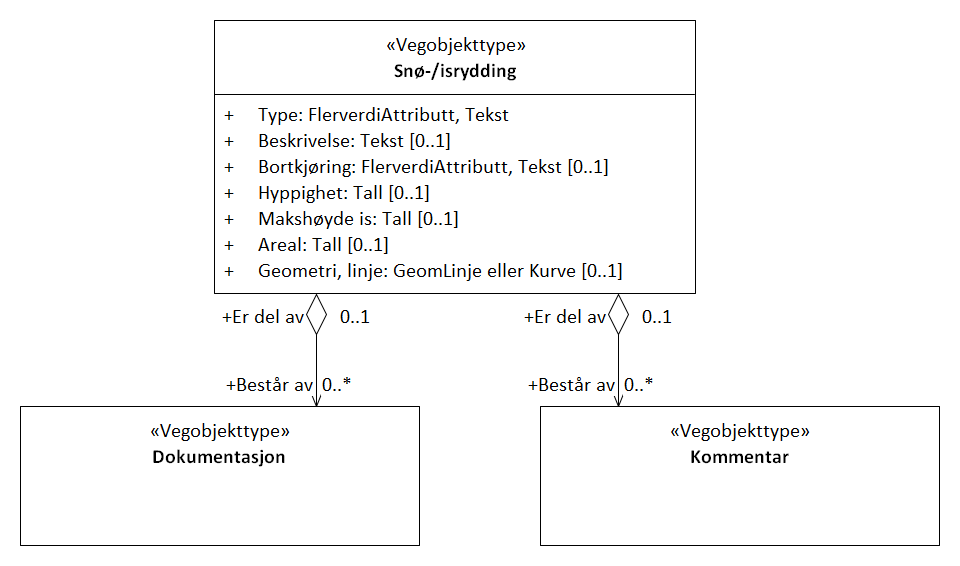 «Vegobjekttype»
Snø-/isrydding
+ Type: FlerverdiAttributt, Tekst
+ Beskrivelse: Tekst [0..1]
+ Bortkjøring: FlerverdiAttributt, Tekst [0..1]
+ Hyppighet: Tall [0..1]
+ Makshøyde is: Tall [0..1]
+ Areal: Tall [0..1]
+ Geometri, linje: GeomLinje eller Kurve [0..1]
+Er del av 0..1
+Er del av 0..1
+Består av 0..*
+Består av 0..*
«Vegobjekttype»
Dokumentasjon
«Vegobjekttype»
Kommentar